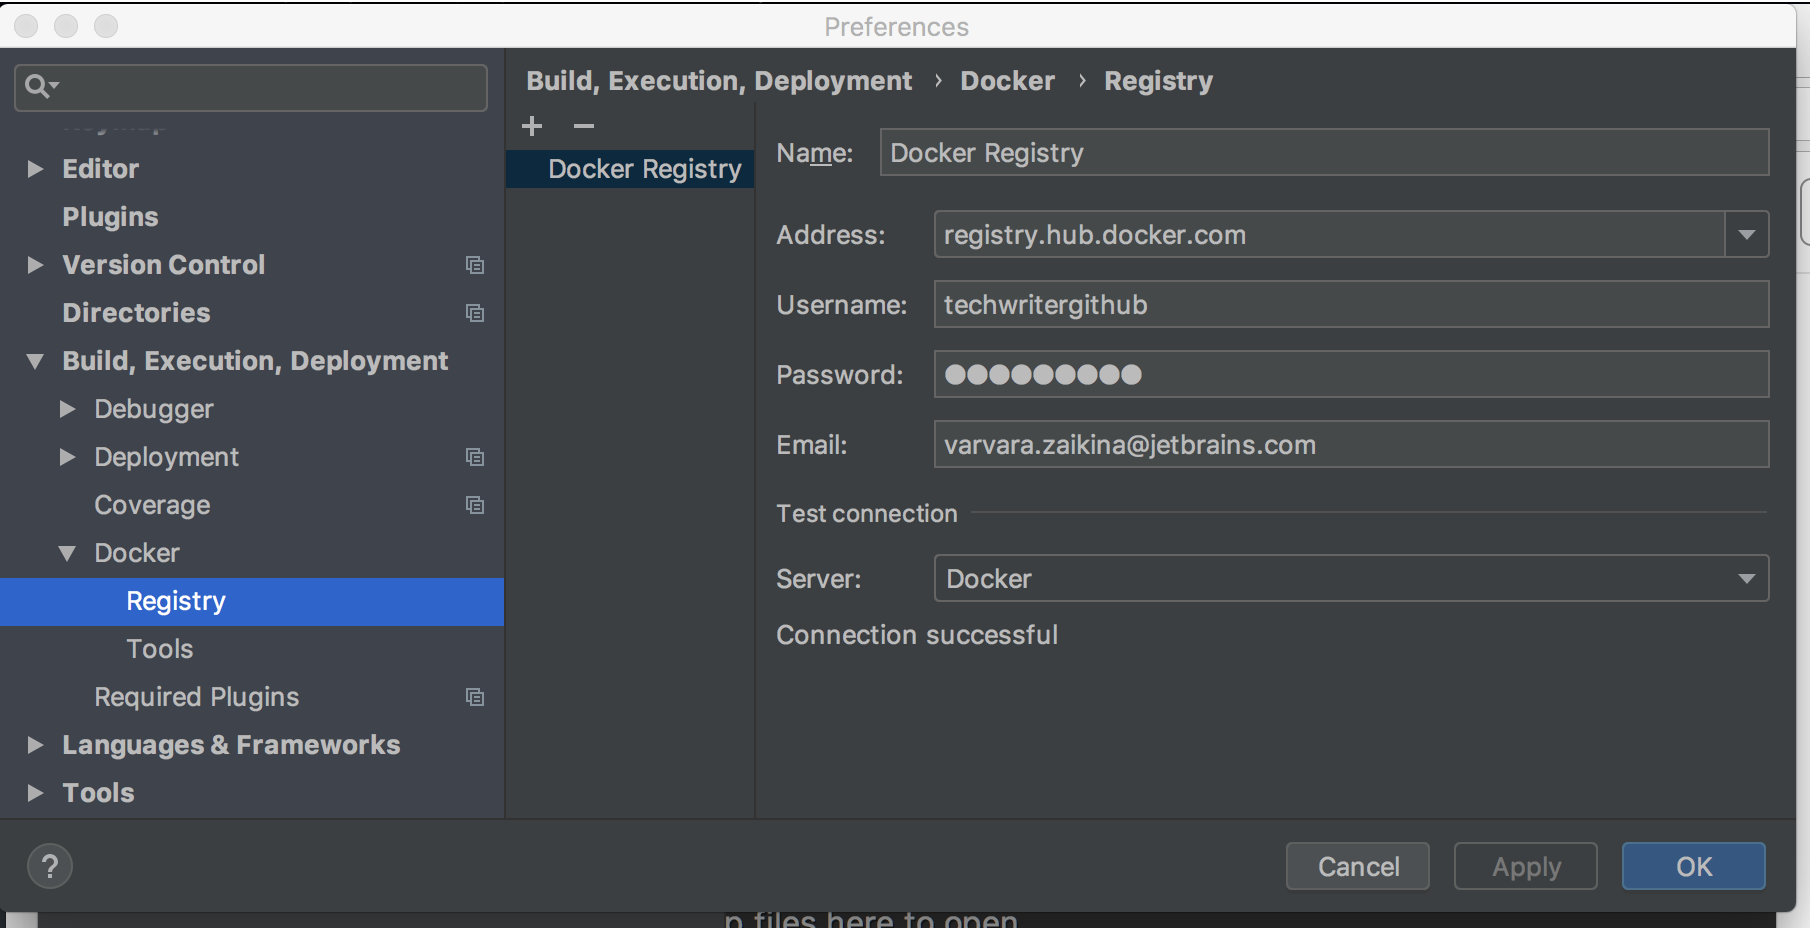 Preferences
Build, Execution, Deployment › Docker › Registry
Keymap
Editor
Plugins
Version Control
Directories
Build, Execution, Deployment
Debugger
Deployment
Coverage
Docker
Registry
Tools
Required Plugins
Languages & Frameworks
Tools
Docker Registry
Name: Docker Registry
Address: registry.hub.docker.com
Username: techwritergithub
Password: ●●●●●●●●●
Email: varvara.zaikina@jetbrains.com
Test connection
Server: Docker
Connection successful
?
Cancel
Apply
OK
p files here to open